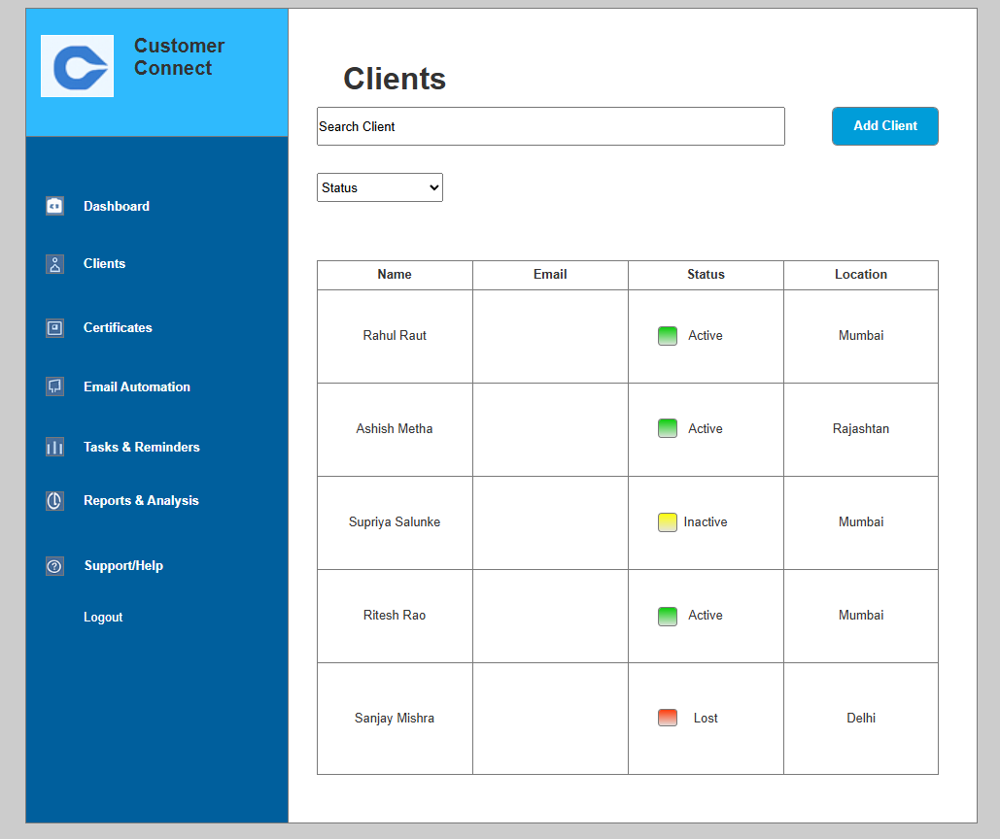 Customer
Connect
Clients
Search Client
Add Client
Status
Dashboard
Clients
Certificates
Email Automation
Tasks & Reminders
Reports & Analysis
Support/Help
Logout
Name Email Status Location
Rahul Raut Active Mumbai
Ashish Metha Active Rajashtan
Supriya Salunke Inactive Mumbai
Ritesh Rao Active Mumbai
Sanjay Mishra Lost Delhi